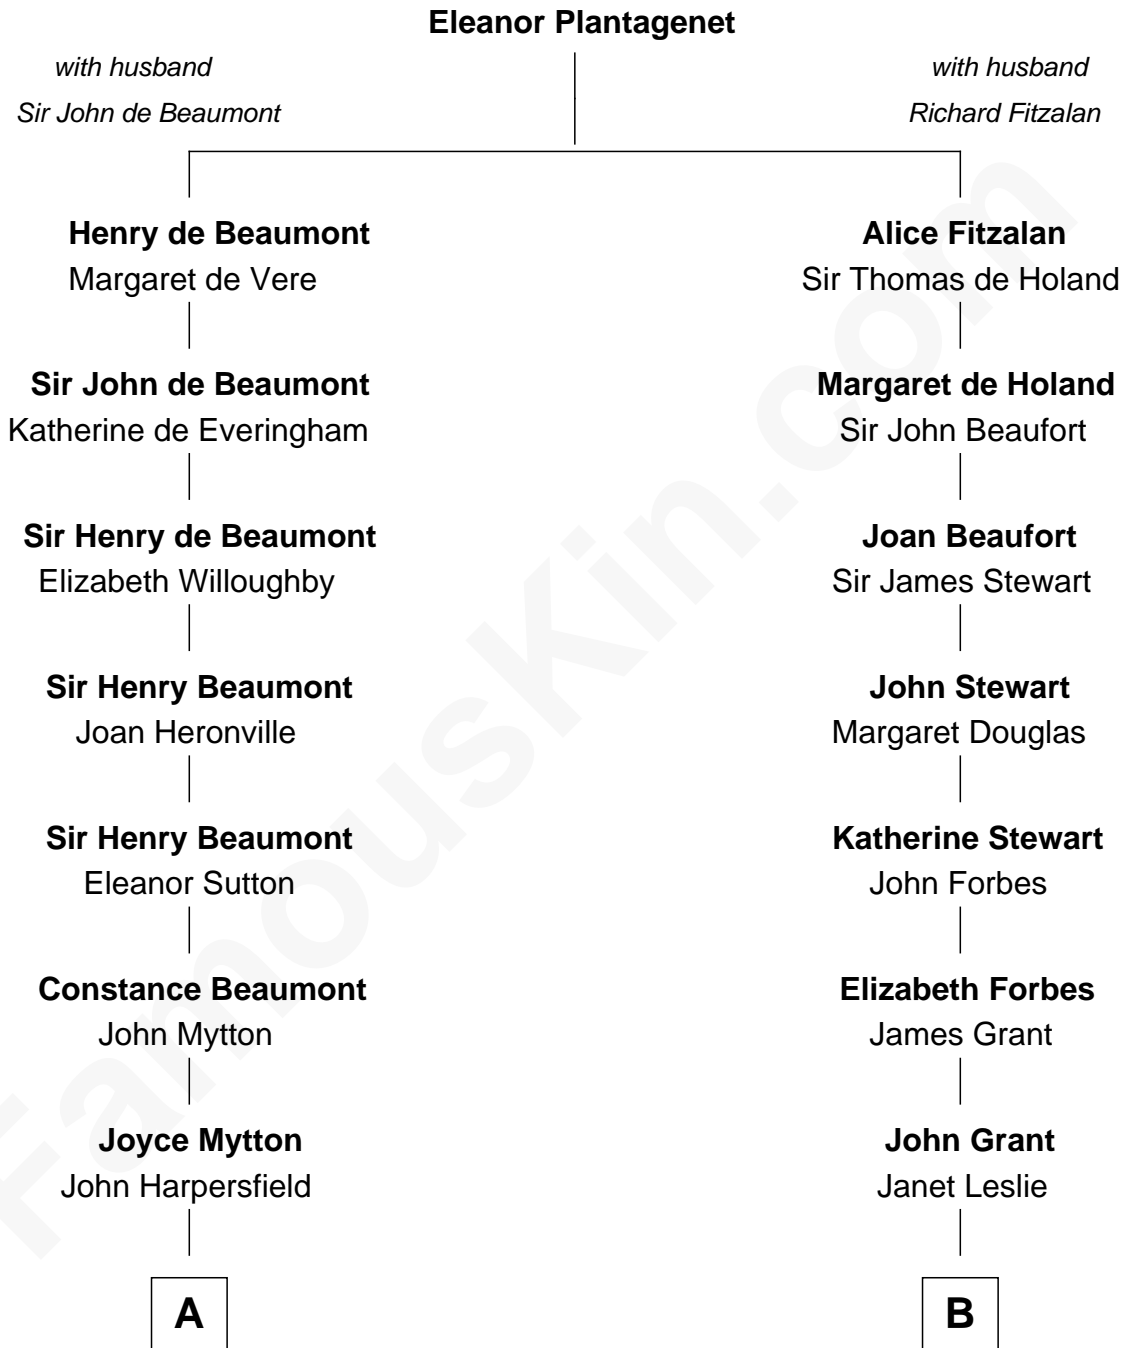 Eleanor Plantagenet
with husband
Sir John de Beaumont
with husband
Richard Fitzalan
Henry de Beaumont
Margaret de Vere
Alice Fitzalan
Sir Thomas de Holand
Sir John de Beaumont
Katherine de Everingham
Margaret de Holand
Sir John Beaufort
Sir Henry de Beaumont
Elizabeth Willoughby
Joan Beaufort
Sir James Stewart
Sir Henry Beaumont
Joan Heronville
John Stewart
Margaret Douglas
Sir Henry Beaumont
Eleanor Sutton
Katherine Stewart
John Forbes
Constance Beaumont
John Mytton
Elizabeth Forbes
James Grant
Joyce Mytton
John Harpersfield
John Grant
Janet Leslie
A
B
FamousKin.com